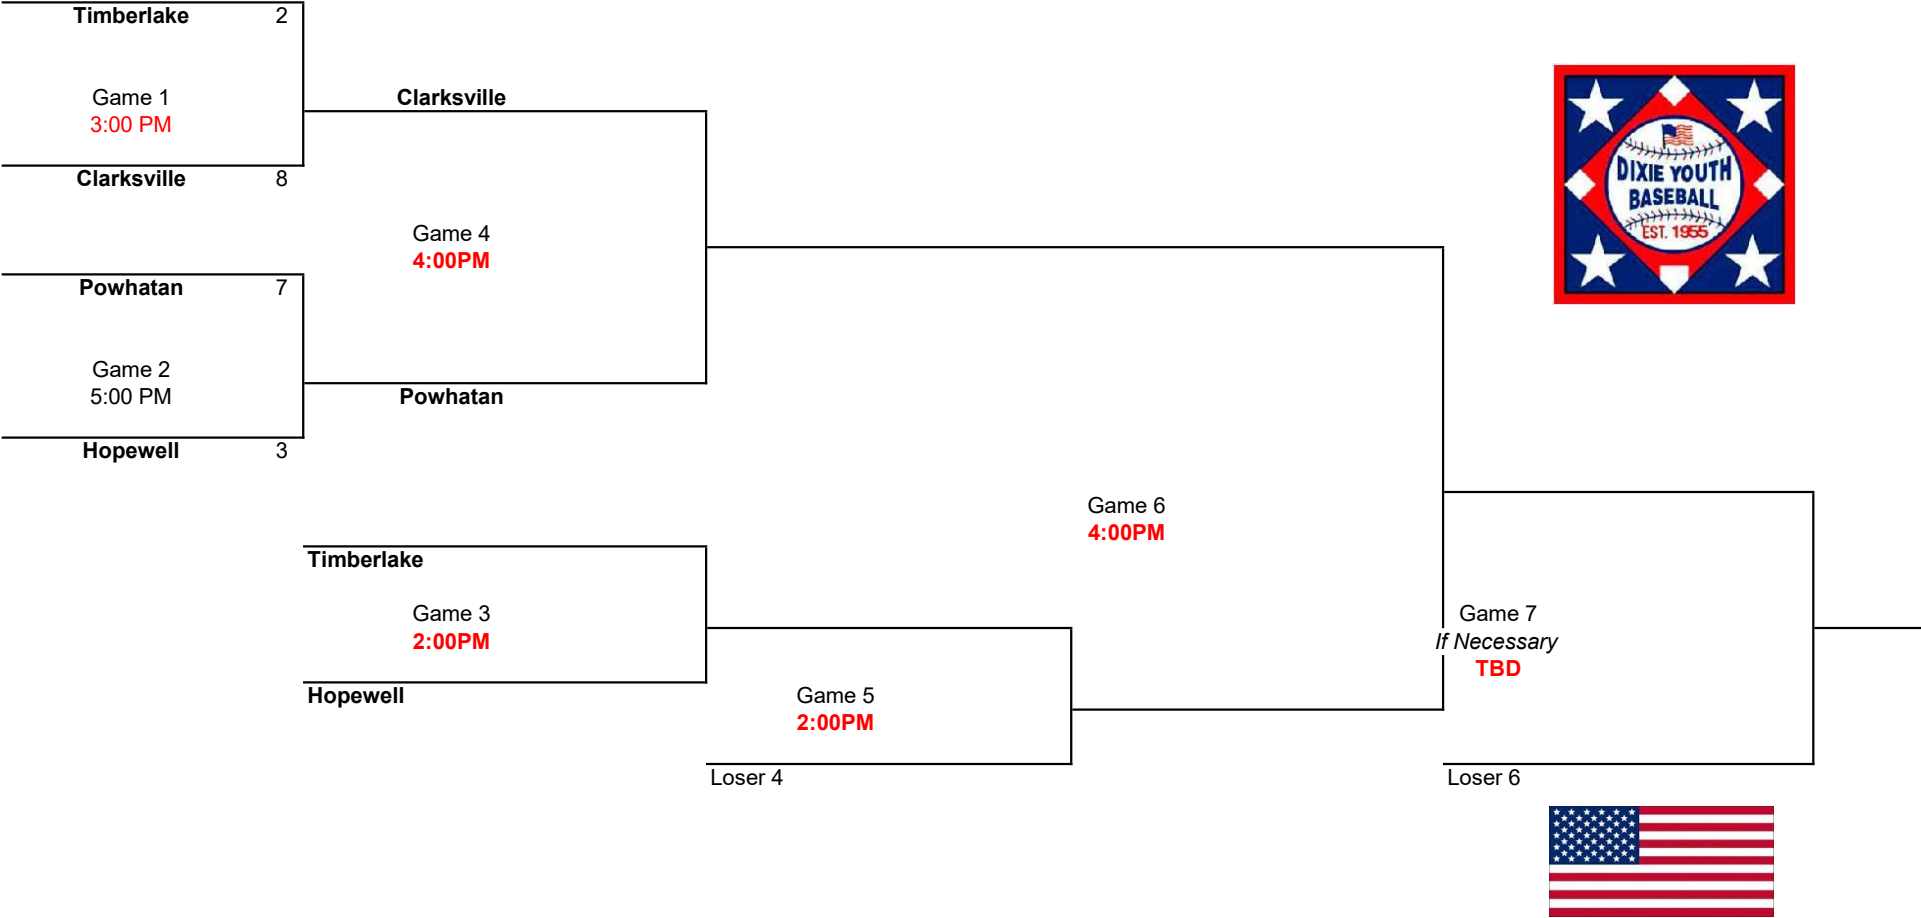 Timberlake 2
Game 1
3:00 PM
Clarksville 8
Clarksville
Game 4
4:00PM
Powhatan 7
Game 2
5:00 PM
Hopewell 3
Powhatan
DIXIE YOUTH
BASEBALL
EST. 1955
Game 6
4:00PM
Timberlake
Game 3
2:00PM
Hopewell
Game 5
2:00PM
Loser 4
Game 7
If Necessary
TBD
Loser 6